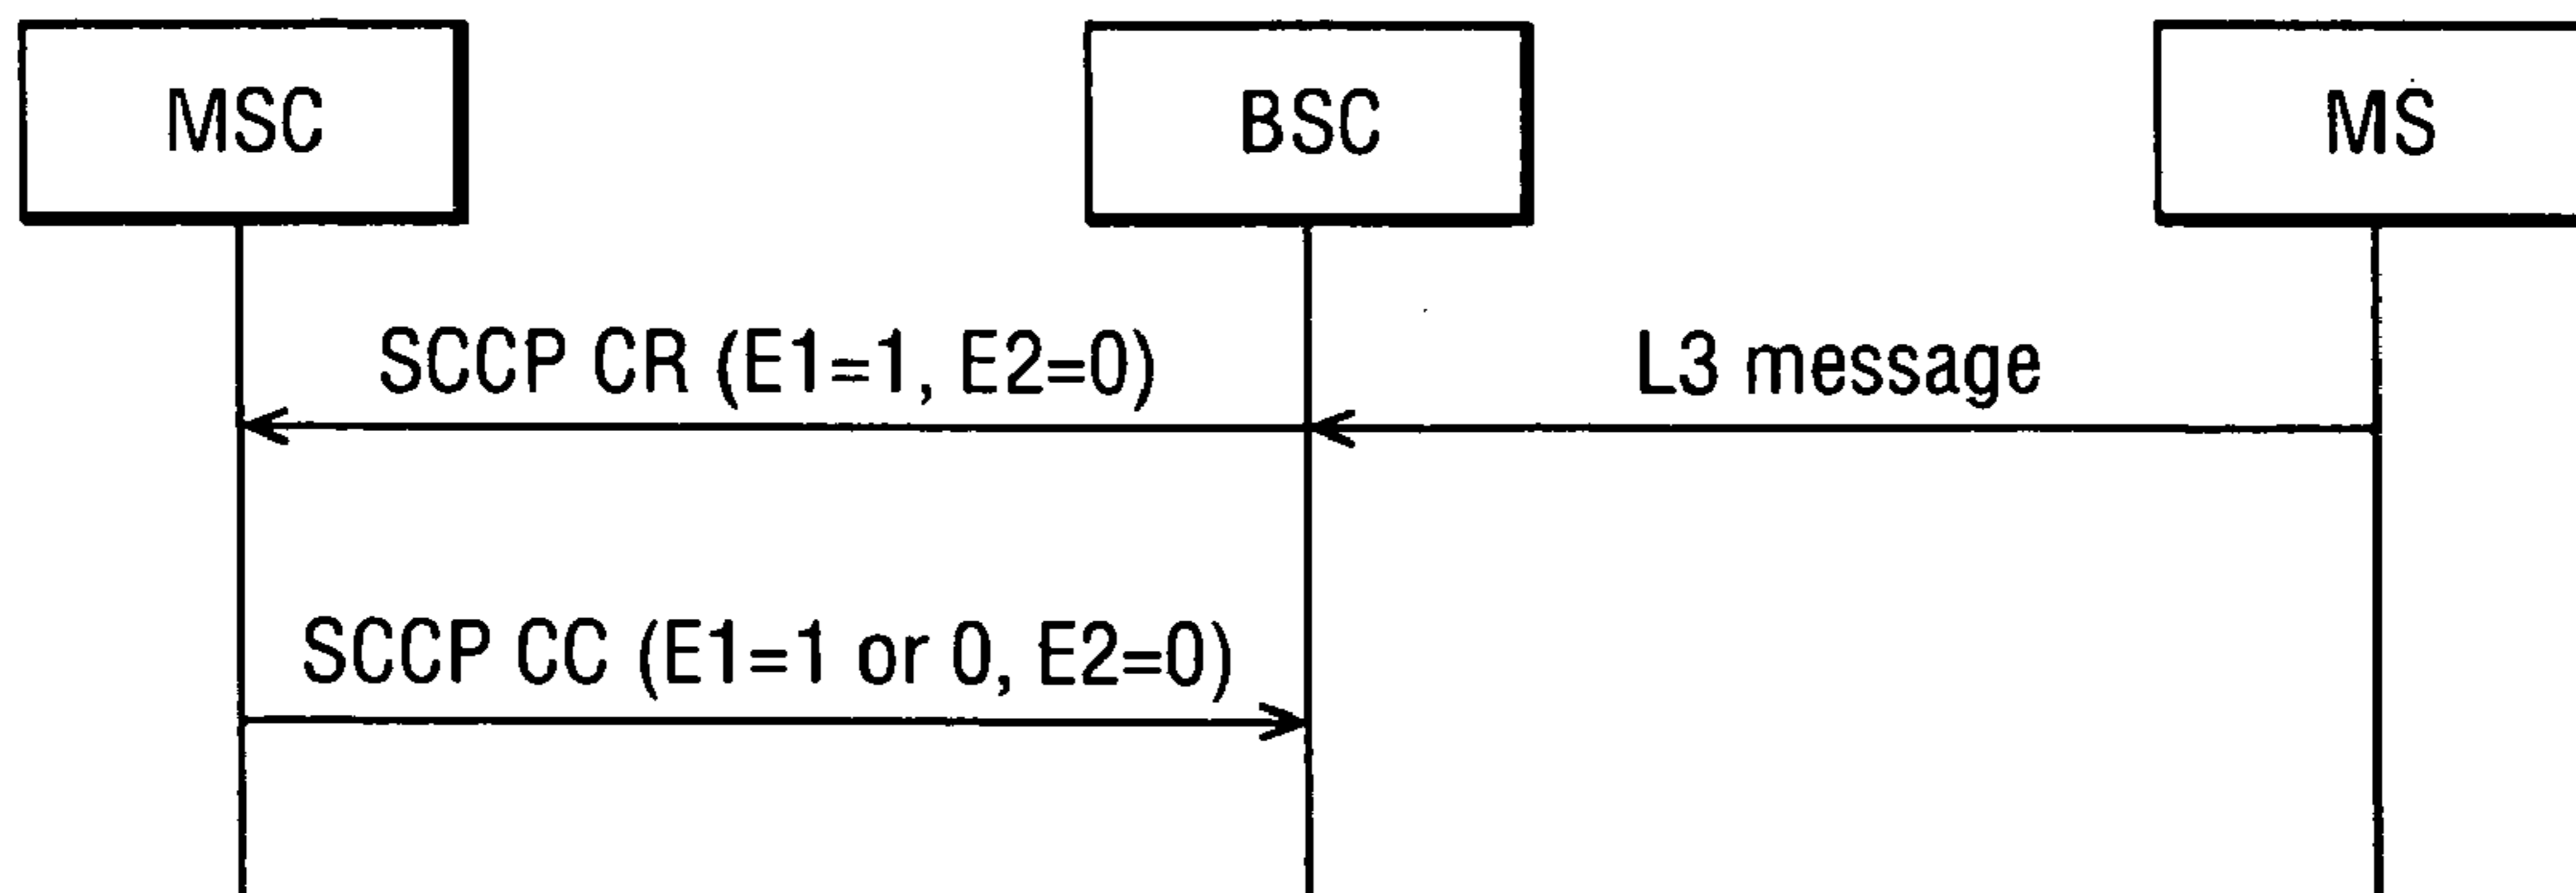 MSC
BSC
MS
SCCP CR (E1=1, E2=0)
L3 message
SCCP CC (E1=1 or 0, E2=0)